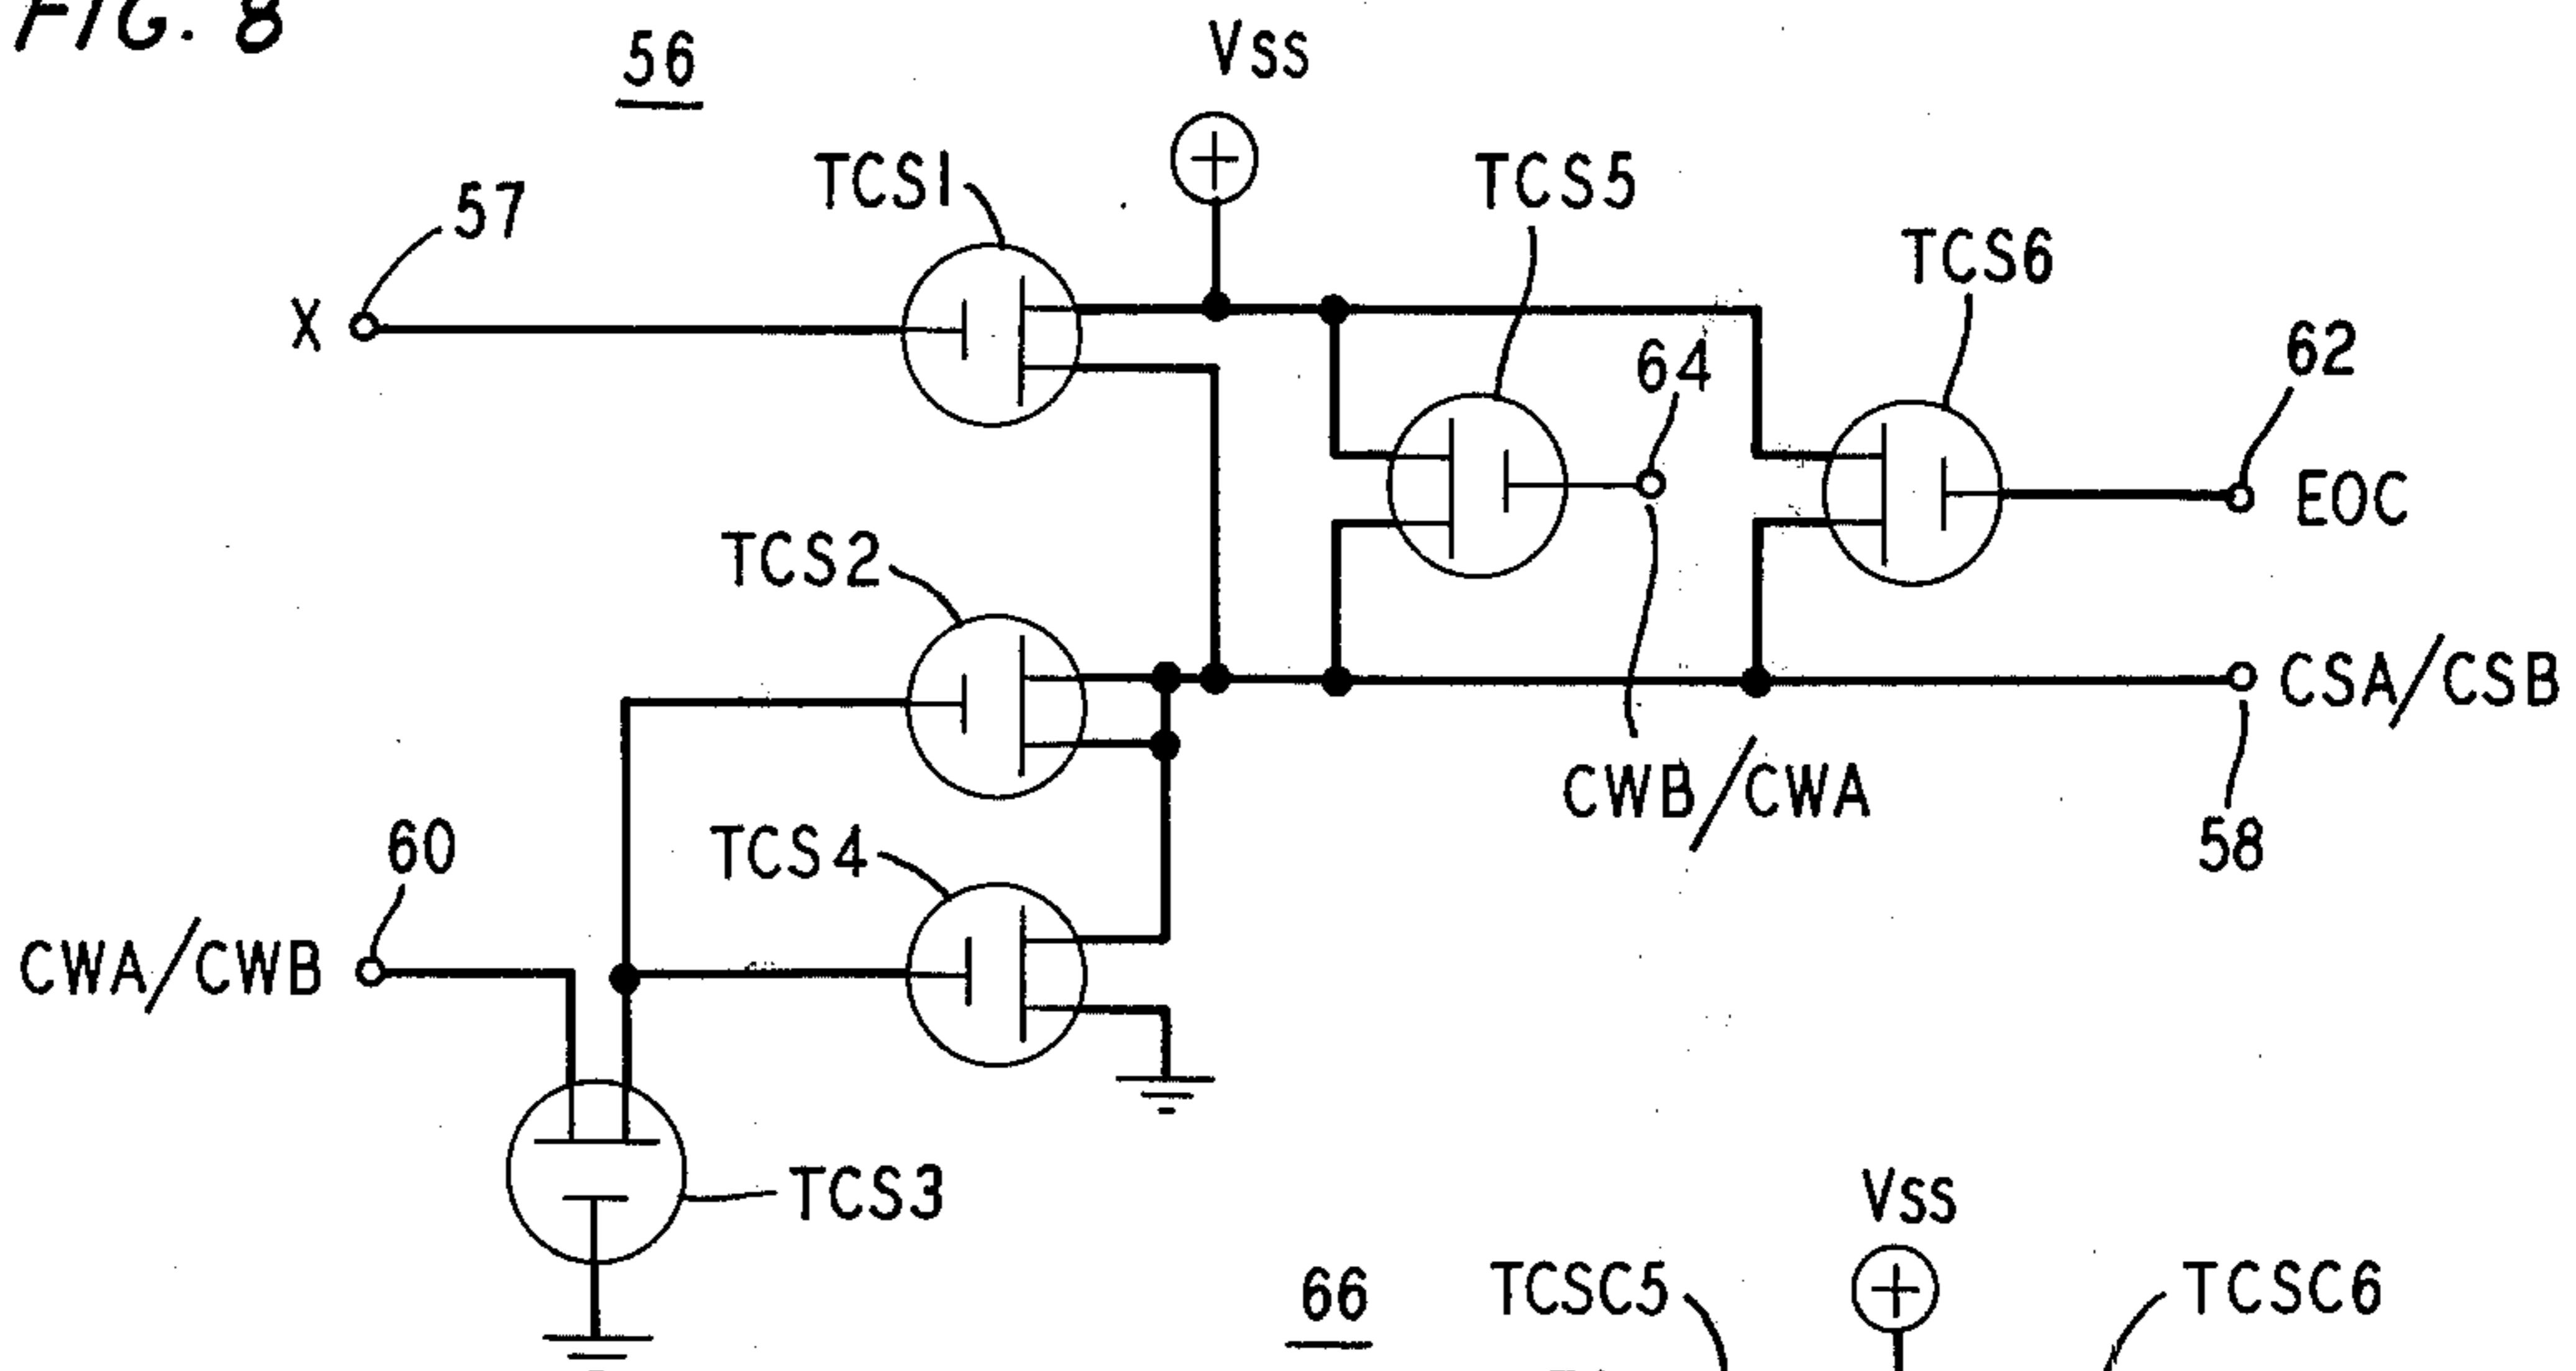 FIG. 8
56
VSS
TCS1
TCS5
57
TCS6
X
64
62
EOC
TCS2
CSA/CSB
CWB/CWA
60
TCS4
58
CWA/CWB
TCS3
VSS
66
TCSC5
TCSC6